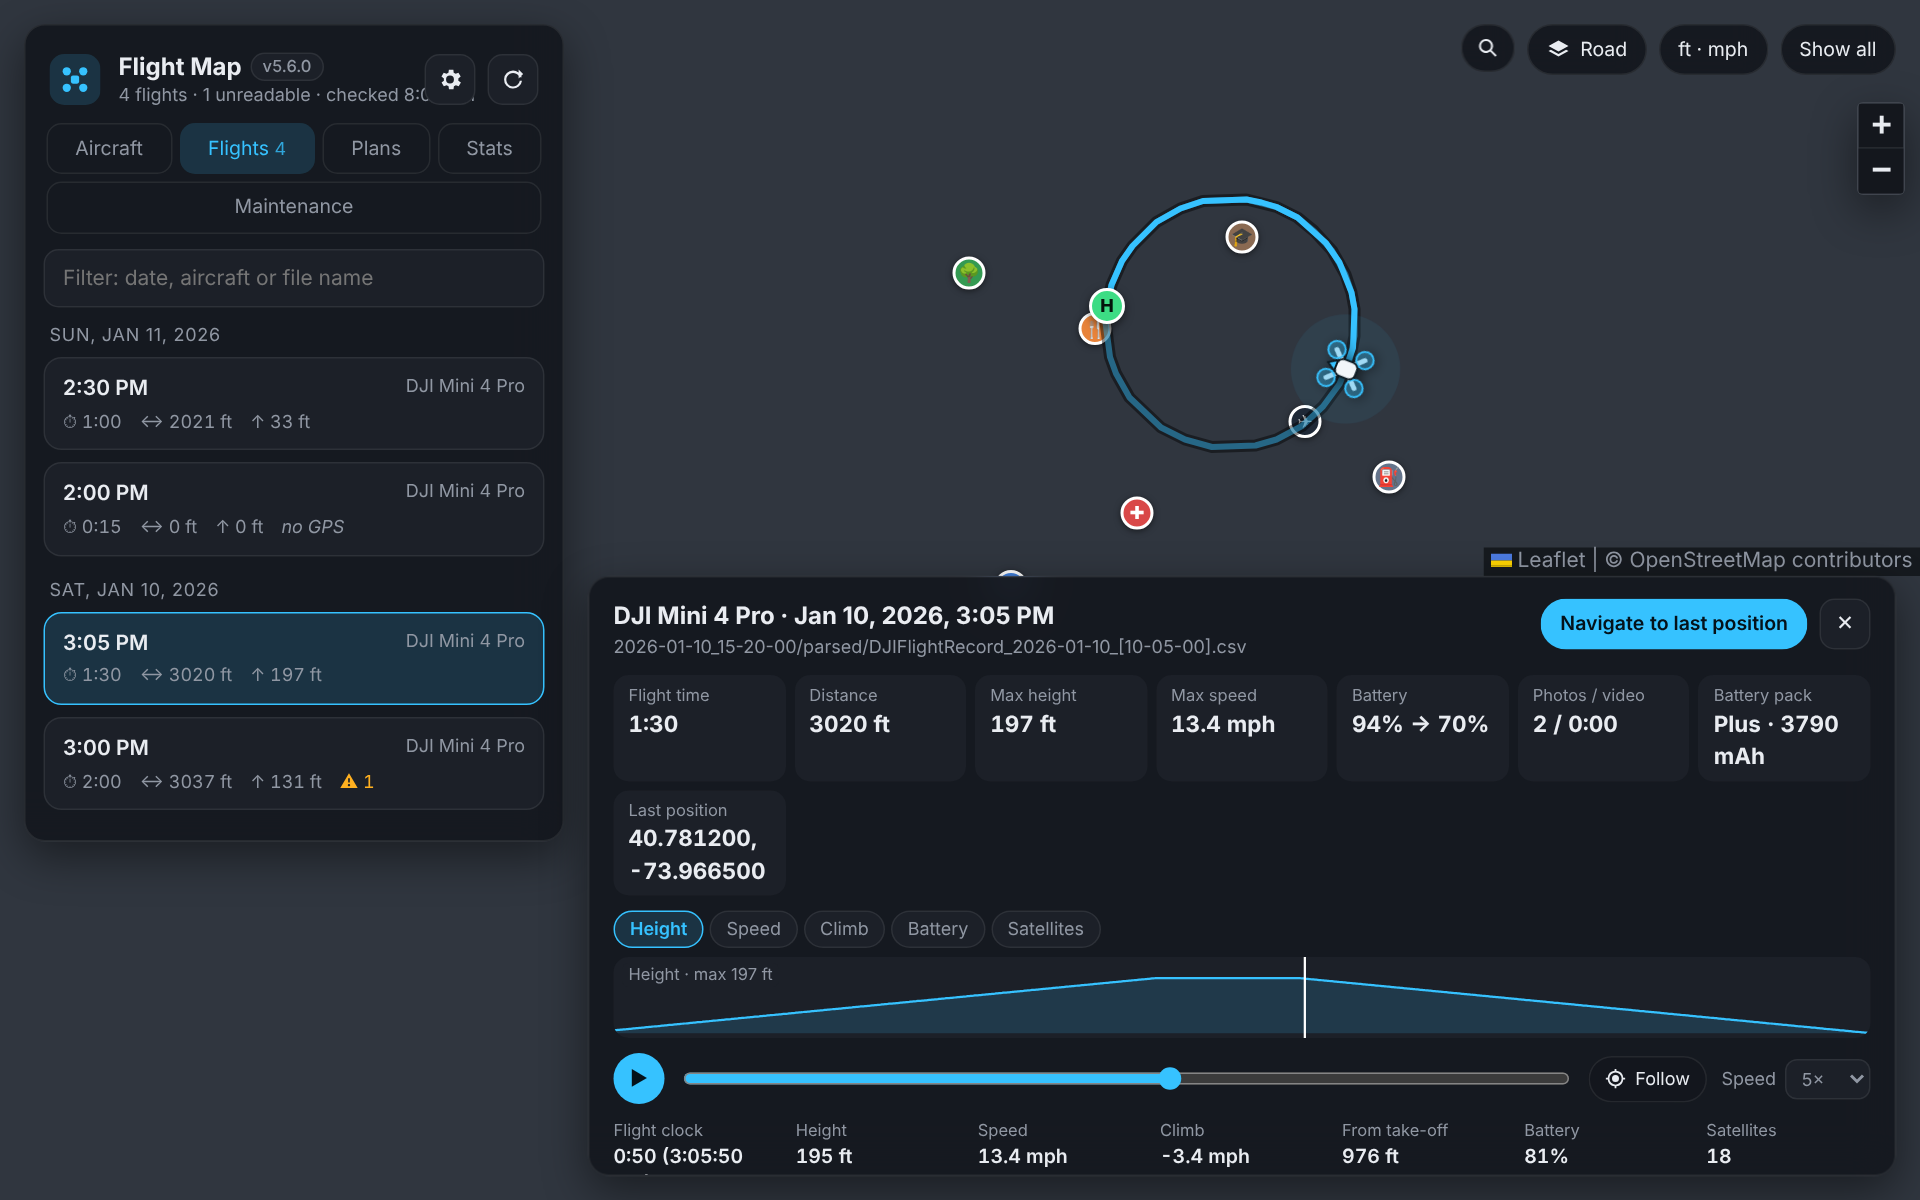 Flight Map v5.6.0
4 flights · 1 unreadable · checked 8:0
Aircraft
Flights 4
Plans
Stats
Maintenance
Filter: date, aircraft or file name
SUN, JAN 11, 2026
2:30 PM DJI Mini 4 Pro
⏱ 1:00 ↔ 2021 ft ↑ 33 ft
2:00 PM DJI Mini 4 Pro
⏱ 0:15 ↔ 0 ft ↑ 0 ft no GPS
SAT, JAN 10, 2026
3:05 PM DJI Mini 4 Pro
⏱ 1:30 ↔ 3020 ft ↑ 197 ft
3:00 PM DJI Mini 4 Pro
⏱ 2:00 ↔ 3037 ft ↑ 131 ft ⚠ 1
Road
ft · mph
Show all
+
−
H
Leaflet | © OpenStreetMap contributors
DJI Mini 4 Pro · Jan 10, 2026, 3:05 PM
2026-01-10_15-20-00/parsed/DJIFlightRecord_2026-01-10_[10-05-00].csv
Navigate to last position
✕
Flight time
1:30
Distance
3020 ft
Max height
197 ft
Max speed
13.4 mph
Battery
94% → 70%
Photos / video
2 / 0:00
Battery pack
Plus · 3790
mAh
Last position
40.781200,
-73.966500
Height
Speed
Climb
Battery
Satellites
Height · max 197 ft
Follow
Speed
5×
Flight clock
0:50 (3:05:50
Height
195 ft
Speed
13.4 mph
Climb
-3.4 mph
From take-off
976 ft
Battery
81%
Satellites
18